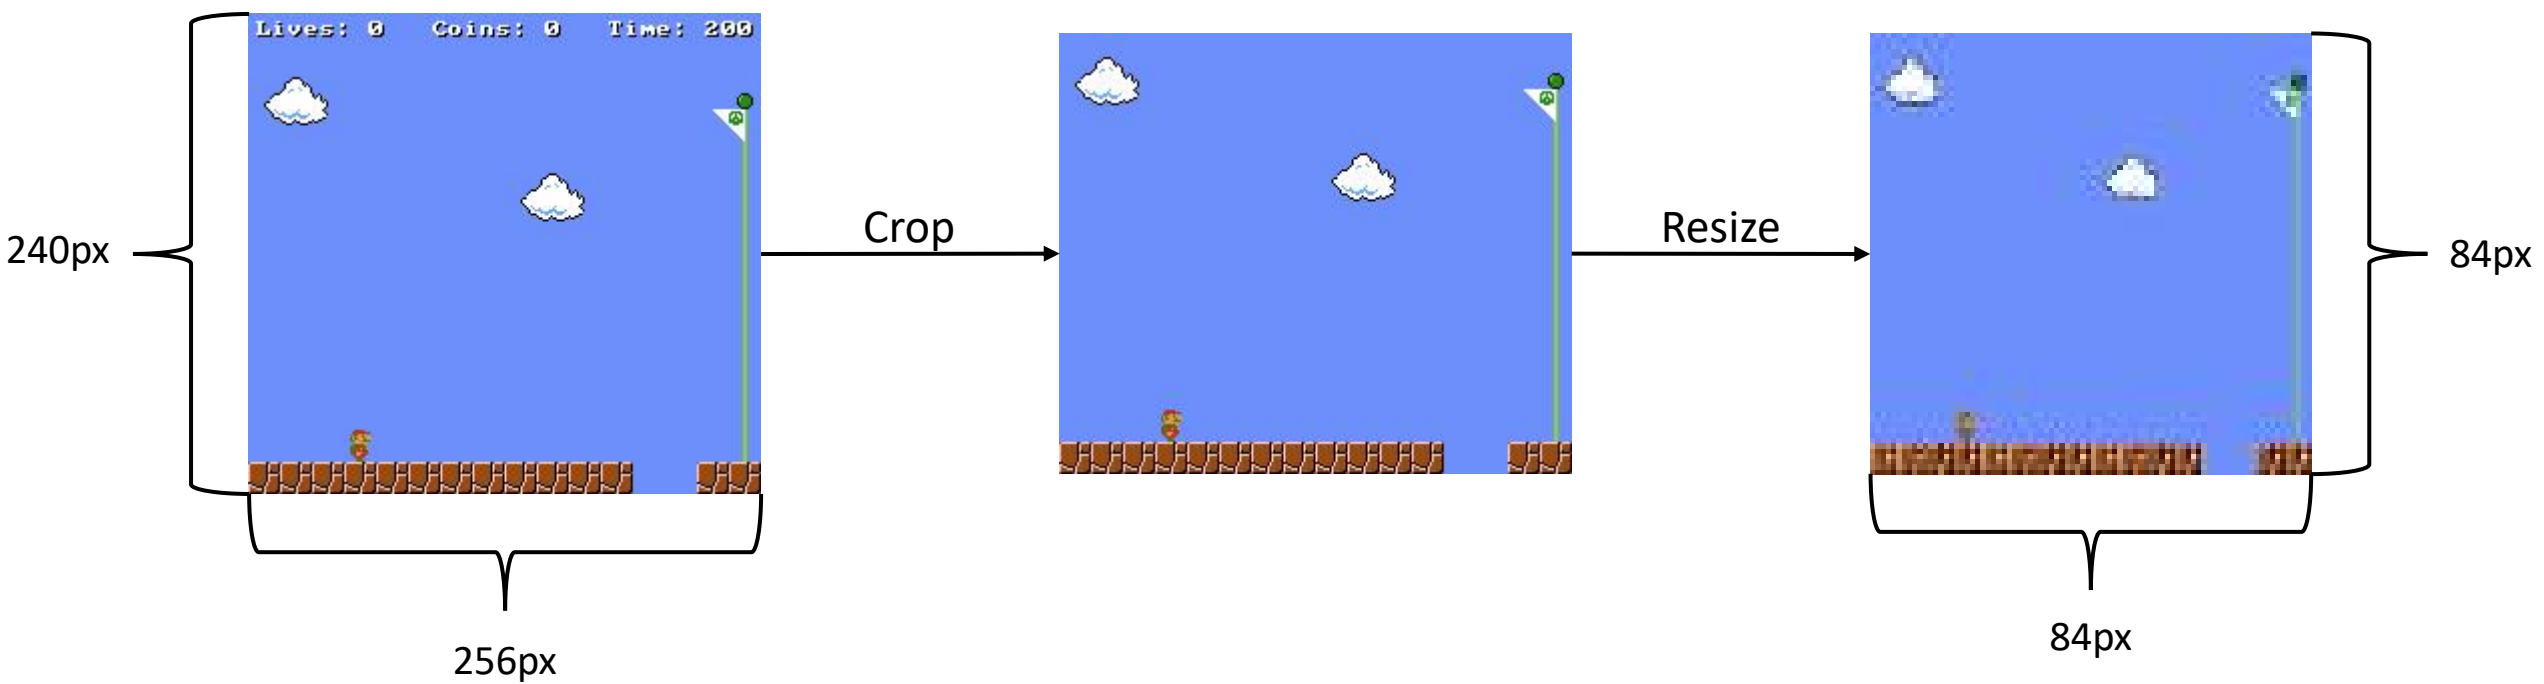 Lives: 0 Coins: 0 Time: 200
240px
Crop
Resize
84px
256px
84px